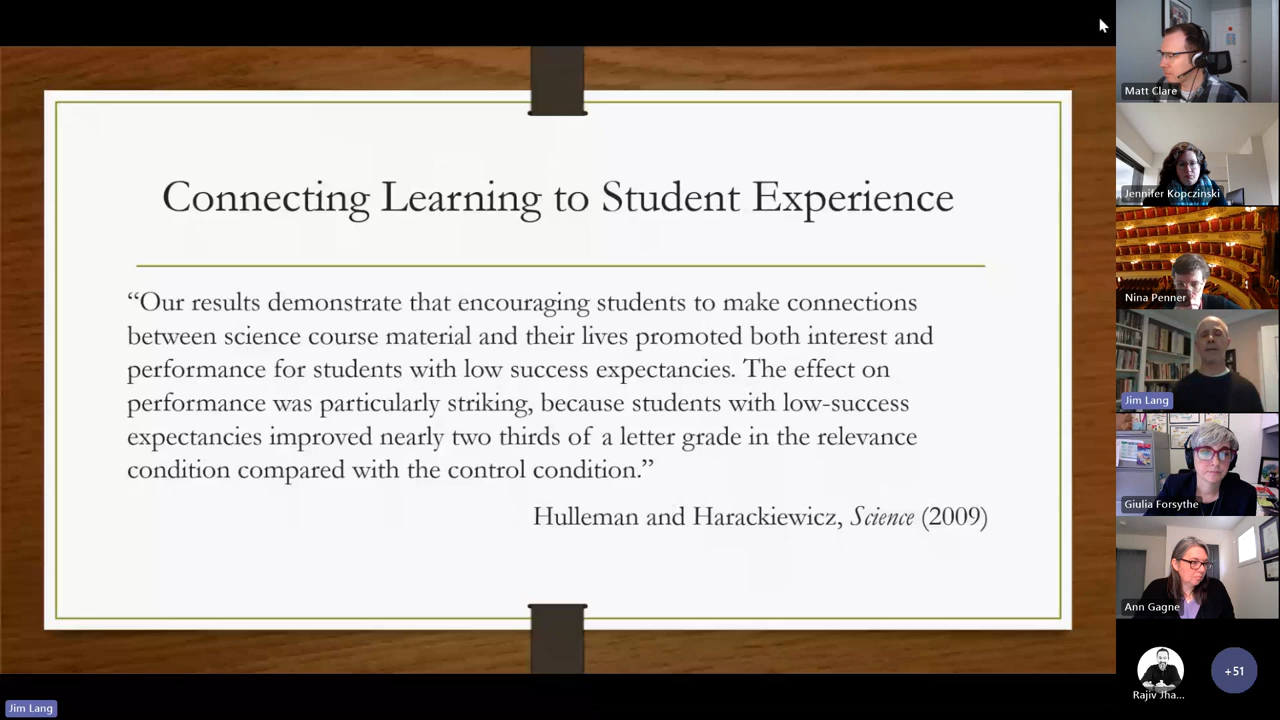 Connecting Learning to Student Experience
“Our results demonstrate that encouraging students to make connections
between science course material and their lives promoted both interest and
performance for students with low success expectancies. The effect on
performance was particularly striking, because students with low-success
expectancies improved nearly two thirds of a letter grade in the relevance
condition compared with the control condition.”
Hulleman and Harackiewicz, Science (2009)
Matt Clare
Jennifer Kopczinski
Nina Penner
Jim Lang
Giulia Forsythe
Ann Gagne
Rajiv Jha...
+51
Jim Lang